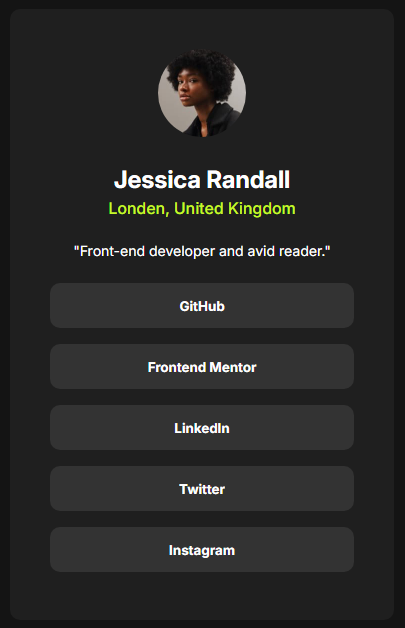 Jessica Randall
Londen, United Kingdom
"Front-end developer and avid reader."
GitHub
Frontend Mentor
LinkedIn
Twitter
Instagram